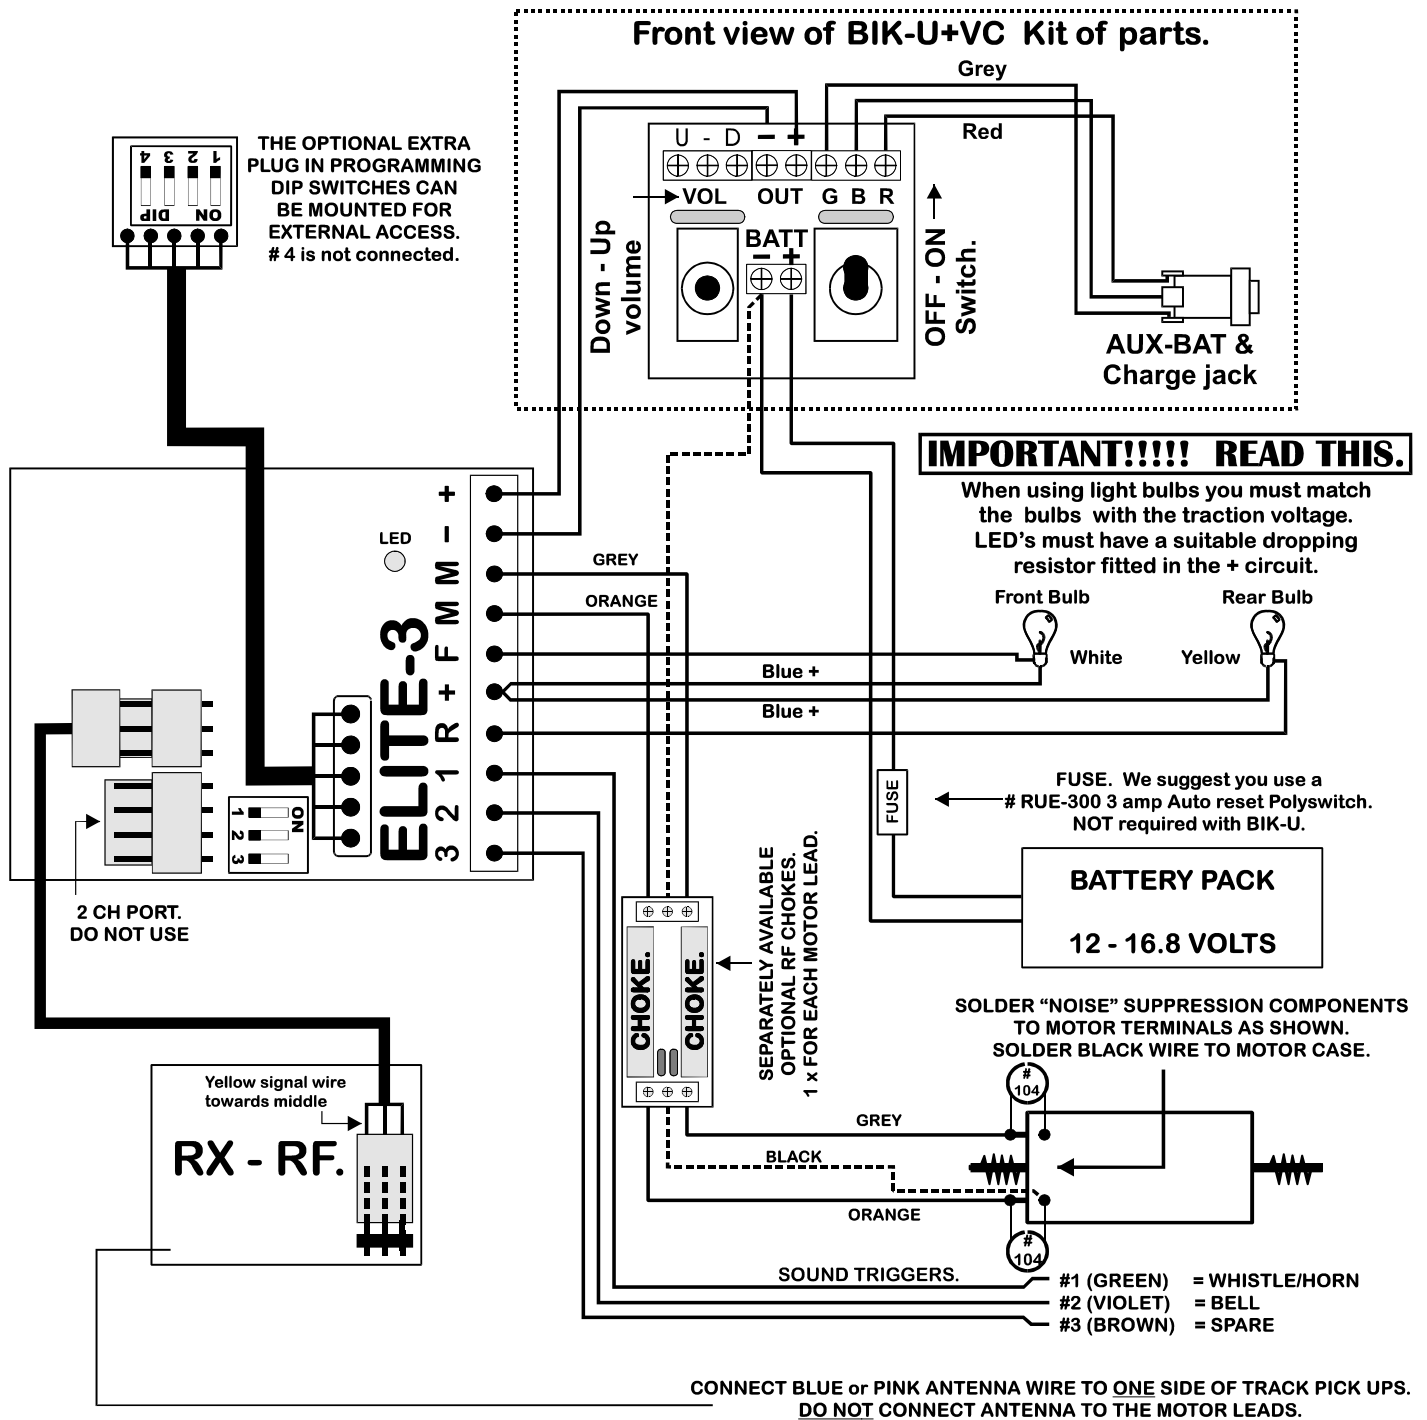 Front view of BIK-U+VC Kit of parts.
Grey
Red
U - D − +
VOL OUT G B R
BATT
− +
Down - Up
volume
OFF - ON
Switch.
AUX-BAT &
Charge jack
1 2 3 4
ON DIP
THE OPTIONAL EXTRA
PLUG IN PROGRAMMING
DIP SWITCHES CAN
BE MOUNTED FOR
EXTERNAL ACCESS.
# 4 is not connected.
IMPORTANT!!!!! READ THIS.
When using light bulbs you must match
the bulbs with the traction voltage.
LED's must have a suitable dropping
resistor fitted in the + circuit.
Front Bulb
Rear Bulb
White
Yellow
Blue +
Blue +
LED
GREY
ORANGE
ELITE-3
3 2 1 R + F M M − +
ON
1
2
3
2 CH PORT.
DO NOT USE
FUSE
FUSE. We suggest you use a
# RUE-300 3 amp Auto reset Polyswitch.
NOT required with BIK-U.
BATTERY PACK
12 - 16.8 VOLTS
CHOKE.
CHOKE.
SEPARATELY AVAILABLE
OPTIONAL RF CHOKES.
1 x FOR EACH MOTOR LEAD.
SOLDER “NOISE” SUPPRESSION COMPONENTS
TO MOTOR TERMINALS AS SHOWN.
SOLDER BLACK WIRE TO MOTOR CASE.
#
104
GREY
BLACK
ORANGE
#
104
Yellow signal wire
towards middle
RX - RF.
SOUND TRIGGERS.
#1 (GREEN) = WHISTLE/HORN
#2 (VIOLET) = BELL
#3 (BROWN) = SPARE
CONNECT BLUE or PINK ANTENNA WIRE TO ONE SIDE OF TRACK PICK UPS.
DO NOT CONNECT ANTENNA TO THE MOTOR LEADS.